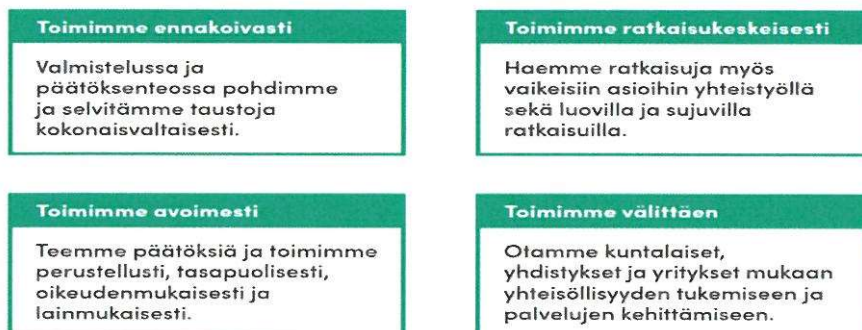 Toimimme ennakoivasti
Valmistelussa ja
päätöksenteossa pohdimme
ja selvitämme taustoja
kokonaisvaltaisesti.
Toimimme ratkaisukeskeisesti
Haemme ratkaisuja myös
vaikeisiin asioihin yhteistyöllä
sekä luovilla ja sujuvilla
ratkaisuilla.
Toimimme avoimesti
Teemme päätöksiä ja toimimme
perustellusti, tasapuolisesti,
oikeudenmukaisesti ja
lainmukaisesti.
Toimimme välittäen
Otamme kuntalaiset,
yhdistykset ja yritykset mukaan
yhteisöllisyyden tukemiseen ja
palvelujen kehittämiseen.